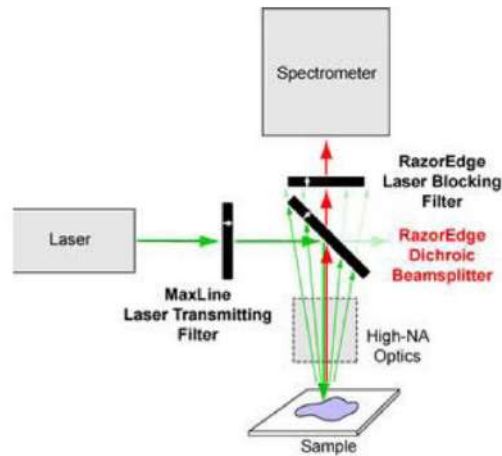 Spectrometer
RazorEdge
Laser Blocking
Filter
Laser
RazorEdge
Dichroic
Beamsplitter
MaxLine
Laser Transmitting
Filter
High-NA
Optics
Sample